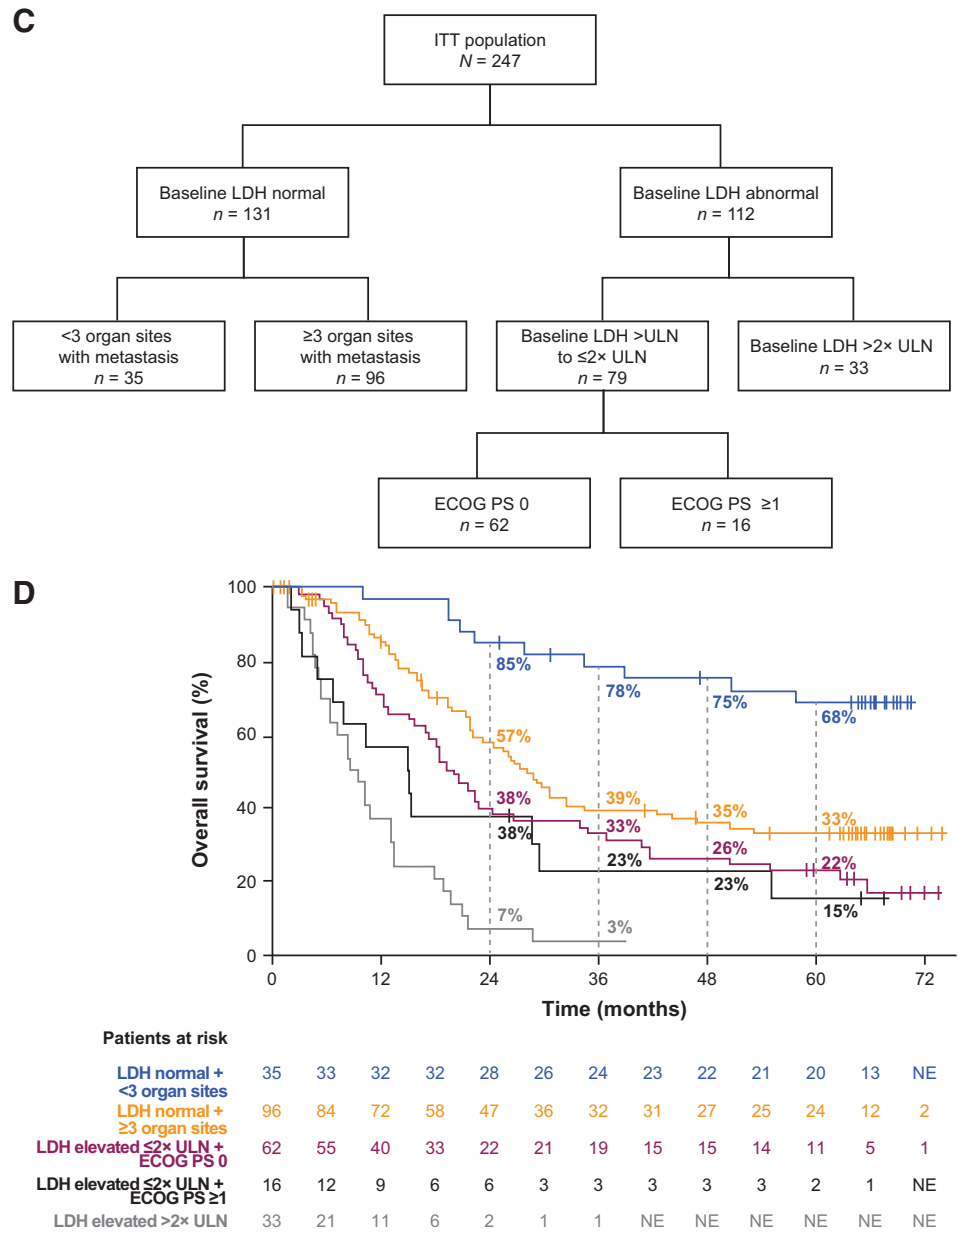 C
ITT population
N = 247
Baseline LDH normal
n = 131
Baseline LDH abnormal
n = 112
<3 organ sites
with metastasis
n = 35
≥3 organ sites
with metastasis
n = 96
Baseline LDH >ULN
to ≤2× ULN
n = 79
Baseline LDH >2× ULN
n = 33
ECOG PS 0
n = 62
ECOG PS ≥1
n = 16
D
Overall survival (%)
100
80
60
40
20
0
85%
78%
75%
68%
57%
39%
35%
33%
38%
33%
26%
22%
38%
23%
23%
15%
7%
3%
0 12 24 36 48 60 72
Time (months)
Patients at risk
LDH normal +
<3 organ sites
35 33 32 32 28 26 24 23 22 21 20 13 NE
LDH normal +
≥3 organ sites
96 84 72 58 47 36 32 31 27 25 24 12 2
LDH elevated ≤2× ULN +
ECOG PS 0
62 55 40 33 22 21 19 15 15 14 11 5 1
LDH elevated ≤2× ULN +
ECOG PS ≥1
16 12 9 6 6 3 3 3 3 3 2 1 NE
LDH elevated >2× ULN
33 21 11 6 2 1 1 NE NE NE NE NE NE